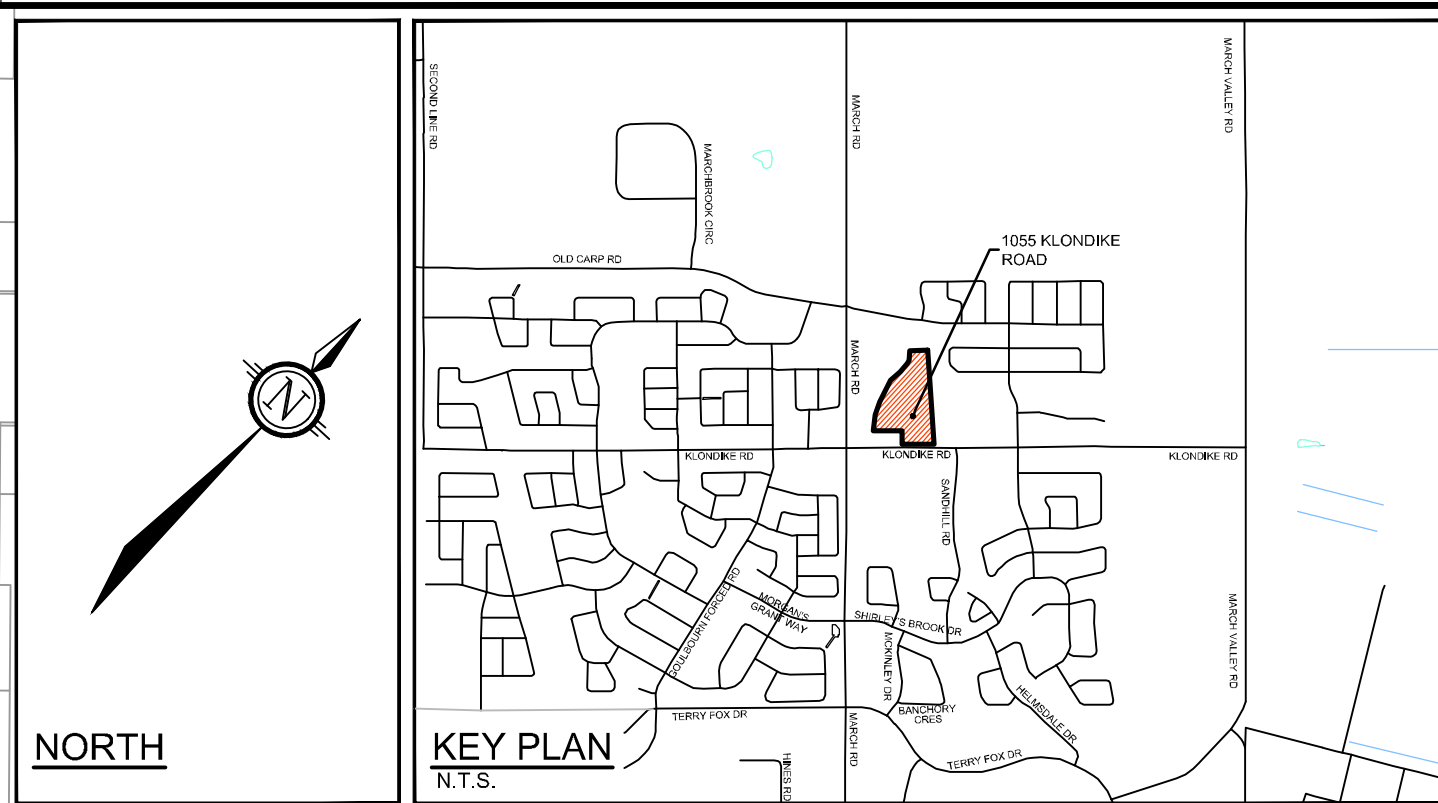 SECOND LINE RD
MARCH RD
MARCH VALLEY RD
MARCHBROOK CIRC
1055 KLONDIKE
ROAD
OLD CARP RD
MARCH RD
KLONDIKE RD
KLONDIKE RD
KLONDIKE RD
SANDHILL RD
GOULBOURN FORCED RD
MORGAN'S
GRANT WAY
SHIRLEY'S BROOK DR
MARCH VALLEY RD
MCKINLEY DR
BANCHORY
CRES
HELMSDALE DR
TERRY FOX DR
MARCH RD
TERRY FOX DR
HINES RD
N
NORTH
KEY PLAN
N.T.S.